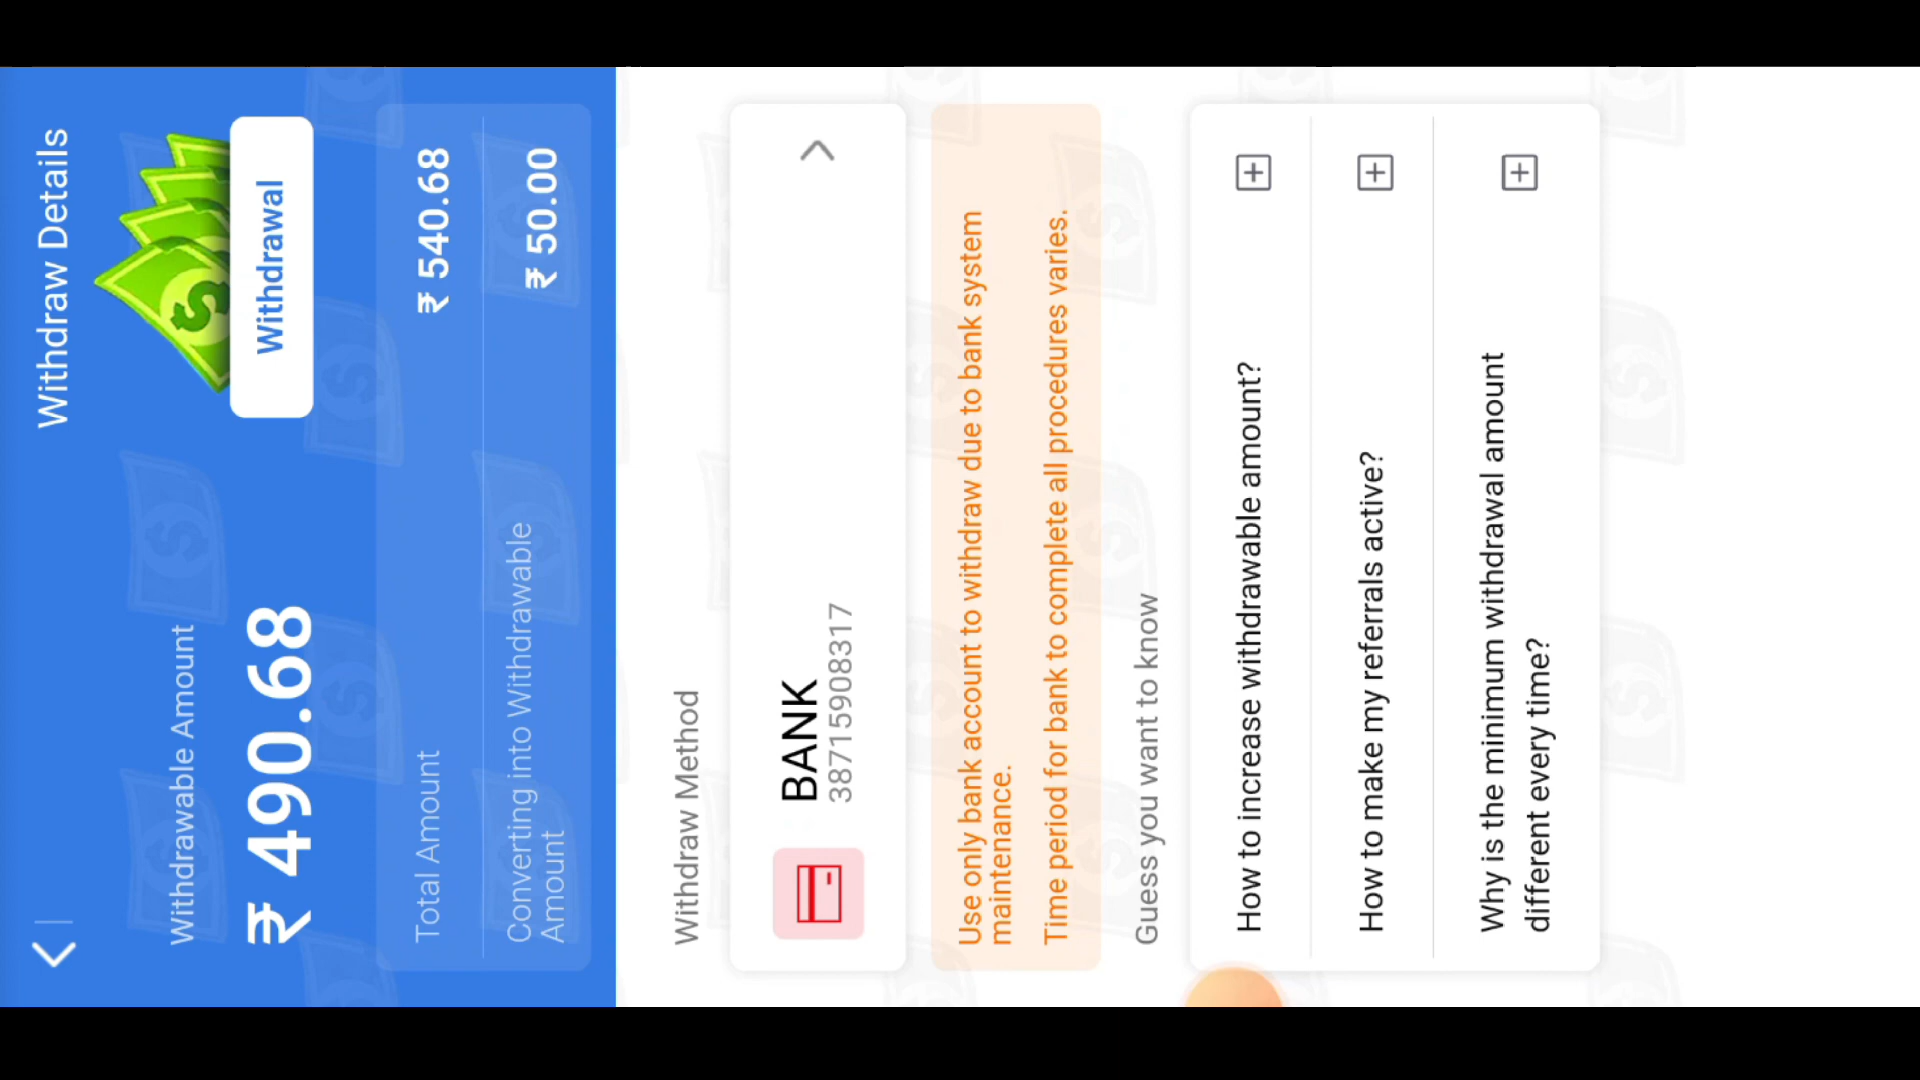 Withdraw Details
Withdrawable Amount
₹ 490.68
Withdrawal
Total Amount
₹ 540.68
Converting into Withdrawable
Amount
₹ 50.00
Withdraw Method
BANK
38715908317
Use only bank account to withdraw due to bank system
maintenance.
Time period for bank to complete all procedures varies.
Guess you want to know
How to increase withdrawable amount?
How to make my referrals active?
Why is the minimum withdrawal amount
different every time?